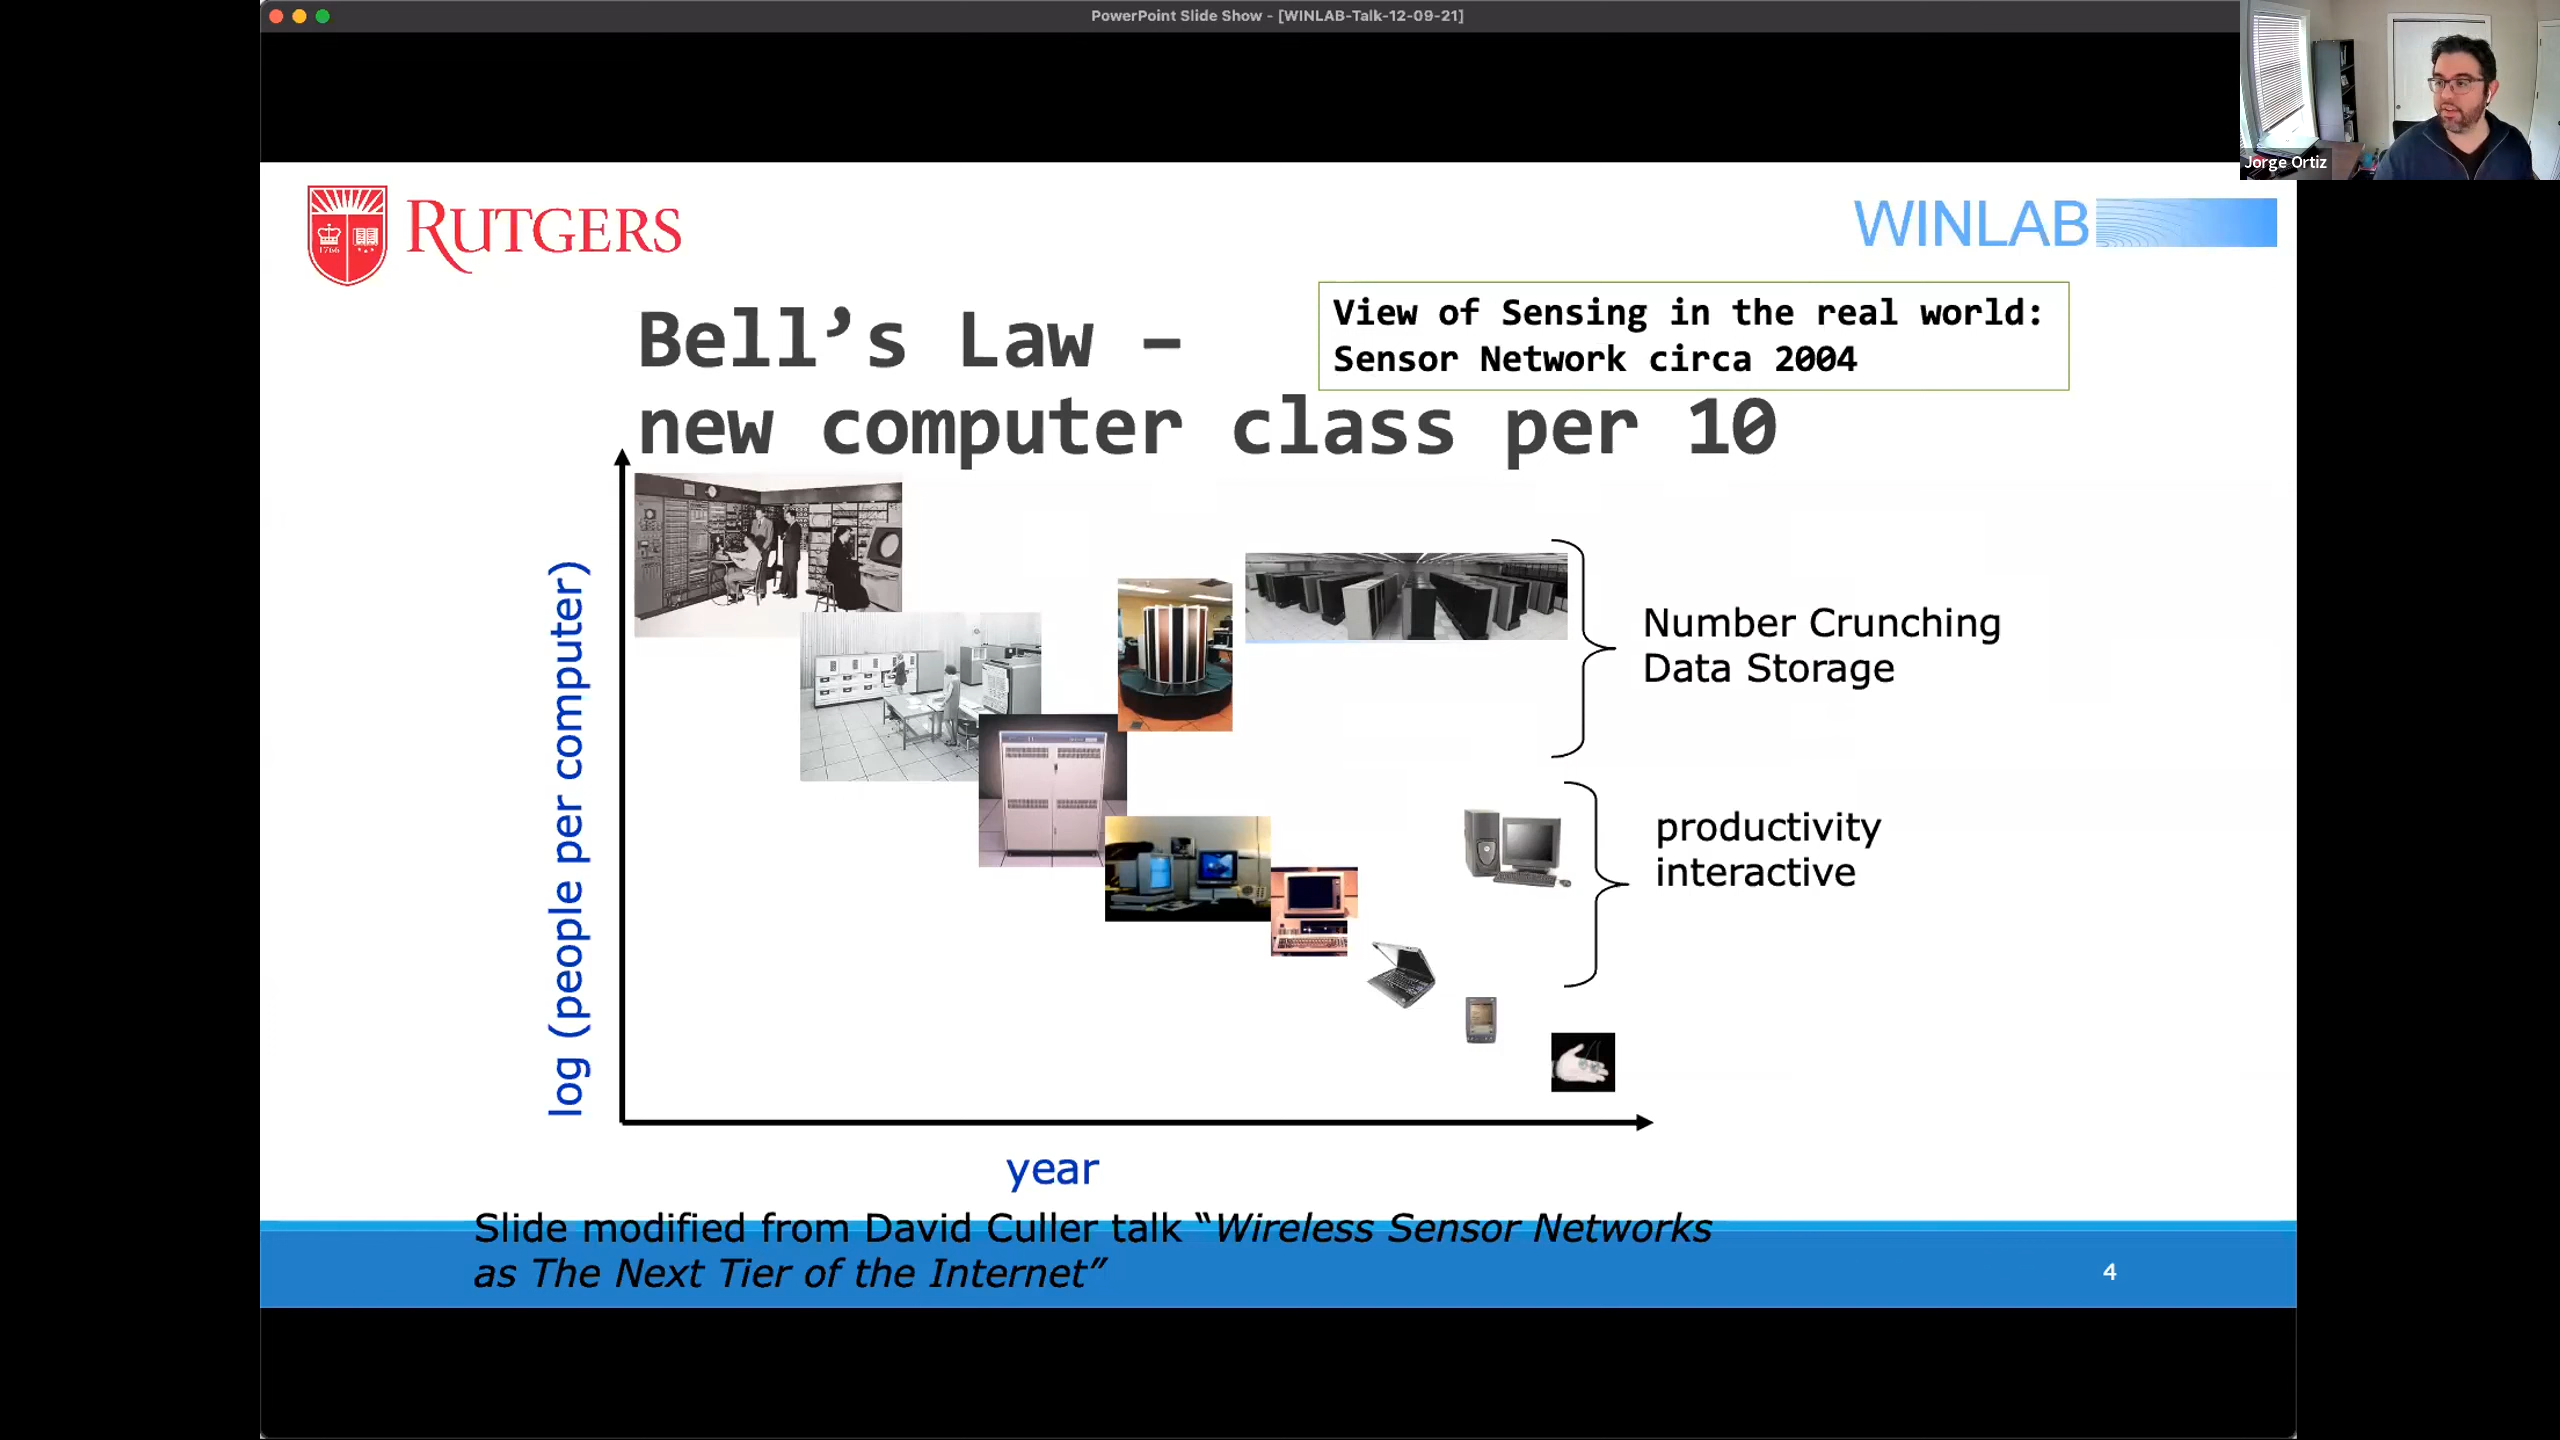 PowerPoint Slide Show - [WINLAB-Talk-12-09-21]
Jorge Ortiz
1766
RUTGERS
WINLAB
View of Sensing in the real world:
Sensor Network circa 2004
Bell’s Law –
new computer class per 10
log (people per computer)
Number Crunching
Data Storage
productivity
interactive
year
Slide modified from David Culler talk “Wireless Sensor Networks
as The Next Tier of the Internet”
4